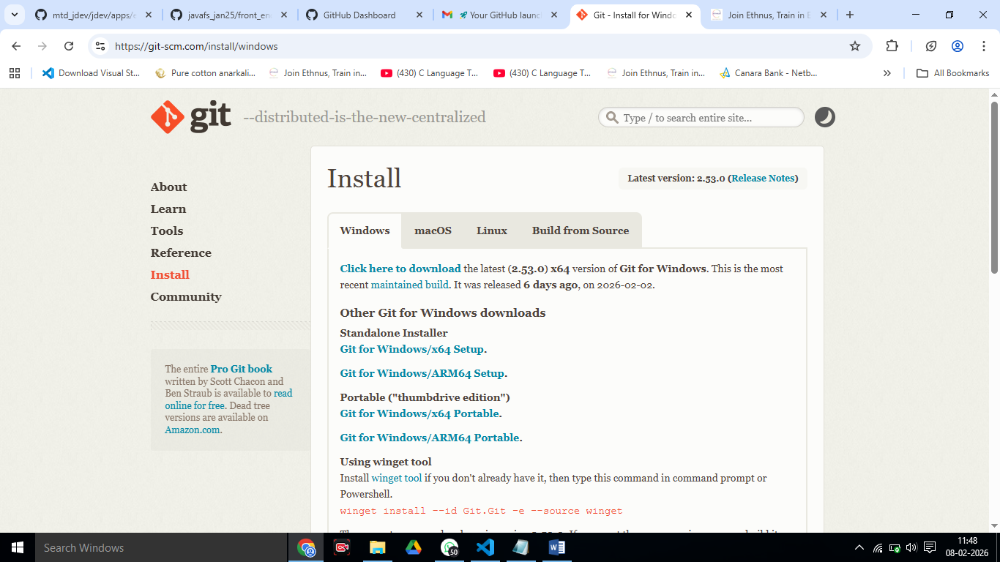 mtd_jdev/jdev/apps/e
javafs_jan25/front_en
GitHub Dashboard
Your GitHub launc
Git - Install for Windo
Join Ethnus, Train in E
https://git-scm.com/install/windows
Download Visual St...
Pure cotton anarkali...
Join Ethnus, Train in...
(430) C Language T...
(430) C Language T...
Join Ethnus, Train in...
Canara Bank - Netb...
All Bookmarks
git --distributed-is-the-new-centralized
Type / to search entire site...
About
Learn
Tools
Reference
Install
Community
The entire Pro Git book
written by Scott Chacon and
Ben Straub is available to read
online for free. Dead tree
versions are available on
Amazon.com.
Install
Latest version: 2.53.0 (Release Notes)
Windows
macOS
Linux
Build from Source
Click here to download the latest (2.53.0) x64 version of Git for Windows. This is the most
recent maintained build. It was released 6 days ago, on 2026-02-02.
Other Git for Windows downloads
Standalone Installer
Git for Windows/x64 Setup.
Git for Windows/ARM64 Setup.
Portable ("thumbdrive edition")
Git for Windows/x64 Portable.
Git for Windows/ARM64 Portable.
Using winget tool
Install winget tool if you don't already have it, then type this command in command prompt or
Powershell.
winget install --id Git.Git -e --source winget
Search Windows
50
11:48
08-02-2026